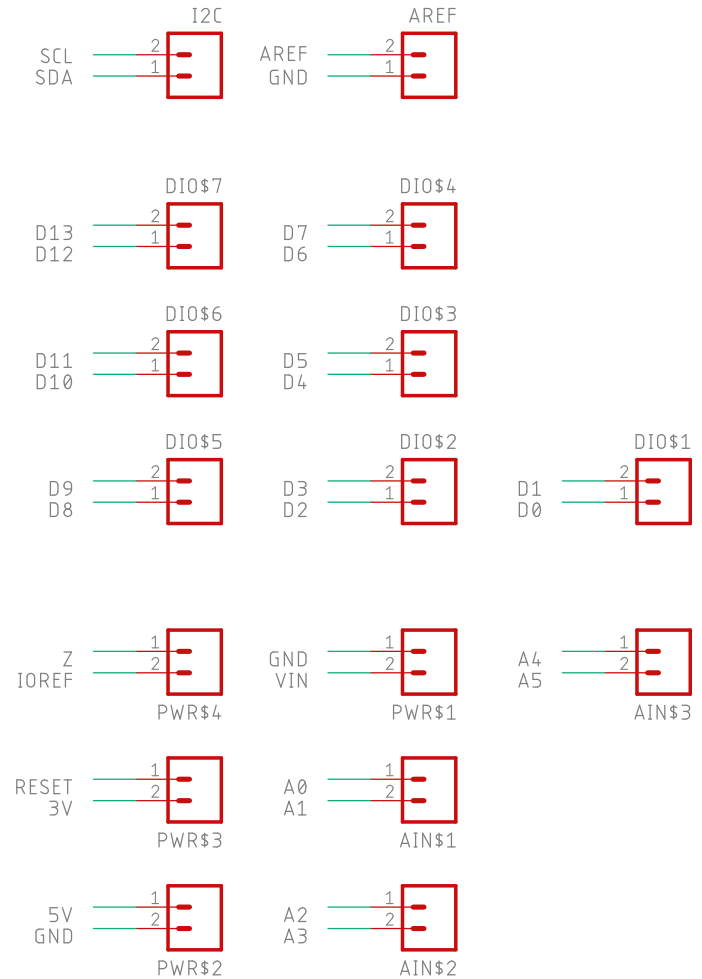 I2C
SCL 2
SDA 1
AREF
AREF 2
GND 1
DIO$7
D13 2
D12 1
DIO$4
D7 2
D6 1
DIO$6
D11 2
D10 1
DIO$3
D5 2
D4 1
DIO$5
D9 2
D8 1
DIO$2
D3 2
D2 1
DIO$1
D1 2
D0 1
Z 1
IOREF 2
PWR$4
GND 1
VIN 2
PWR$1
A4 1
A5 2
AIN$3
RESET 1
3V 2
PWR$3
A0 1
A1 2
AIN$1
5V 1
GND 2
PWR$2
A2 1
A3 2
AIN$2